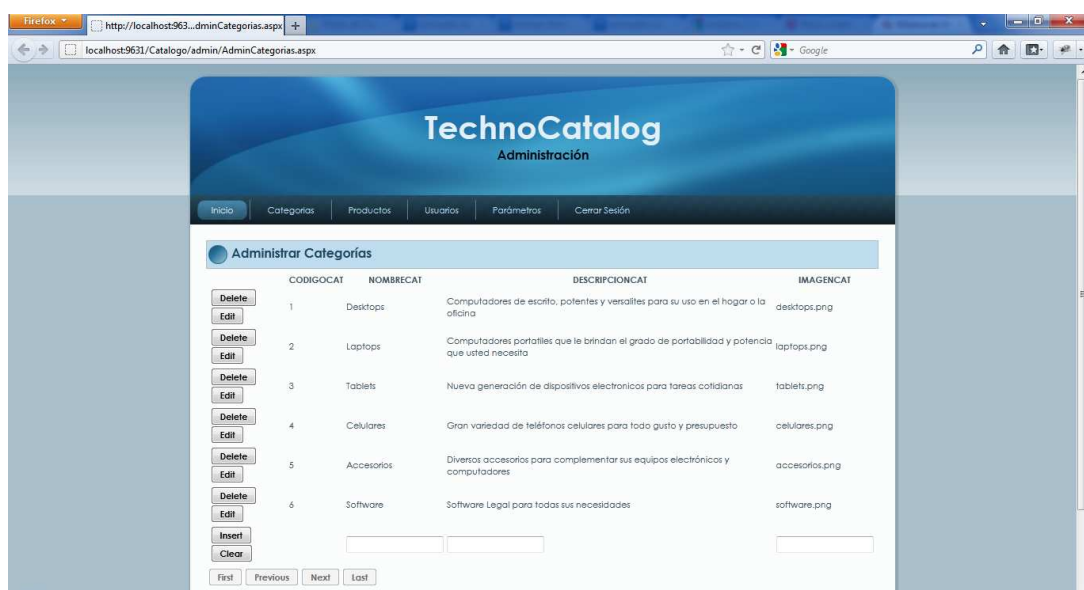 Firefox
http://localhost:963...dminCategorias.aspx +
localhost:9631/Catalogo/admin/AdminCategorias.aspx
Google
TechnoCatalog
Administración
Inicio Categorias Productos Usuarios Parámetros Cerrar Sesión
Administrar Categorías
CODIGOCAT NOMBRECAT DESCRIPCIONCAT IMAGENCAT
Delete
Edit
1 Desktops Computadores de escrito, potentes y versalites para su uso en el hogar o la
oficina
desktops.png
Delete
Edit
2 Laptops Computadores portatiles que le brindan el grado de portabilidad y potencia
que usted necesita
laptops.png
Delete
Edit
3 Tablets Nueva generación de dispositivos electronicos para tareas cotidianas tablets.png
Delete
Edit
4 Celulares Gran variedad de teléfonos celulares para todo gusto y presupuesto celulares.png
Delete
Edit
5 Accesorios Diversos accesorios para complementar sus equipos electrónicos y
computadores
accesorios.png
Delete
Edit
6 Software Software Legal para todas sus necesidades software.png
Insert
Clear
First Previous Next Last